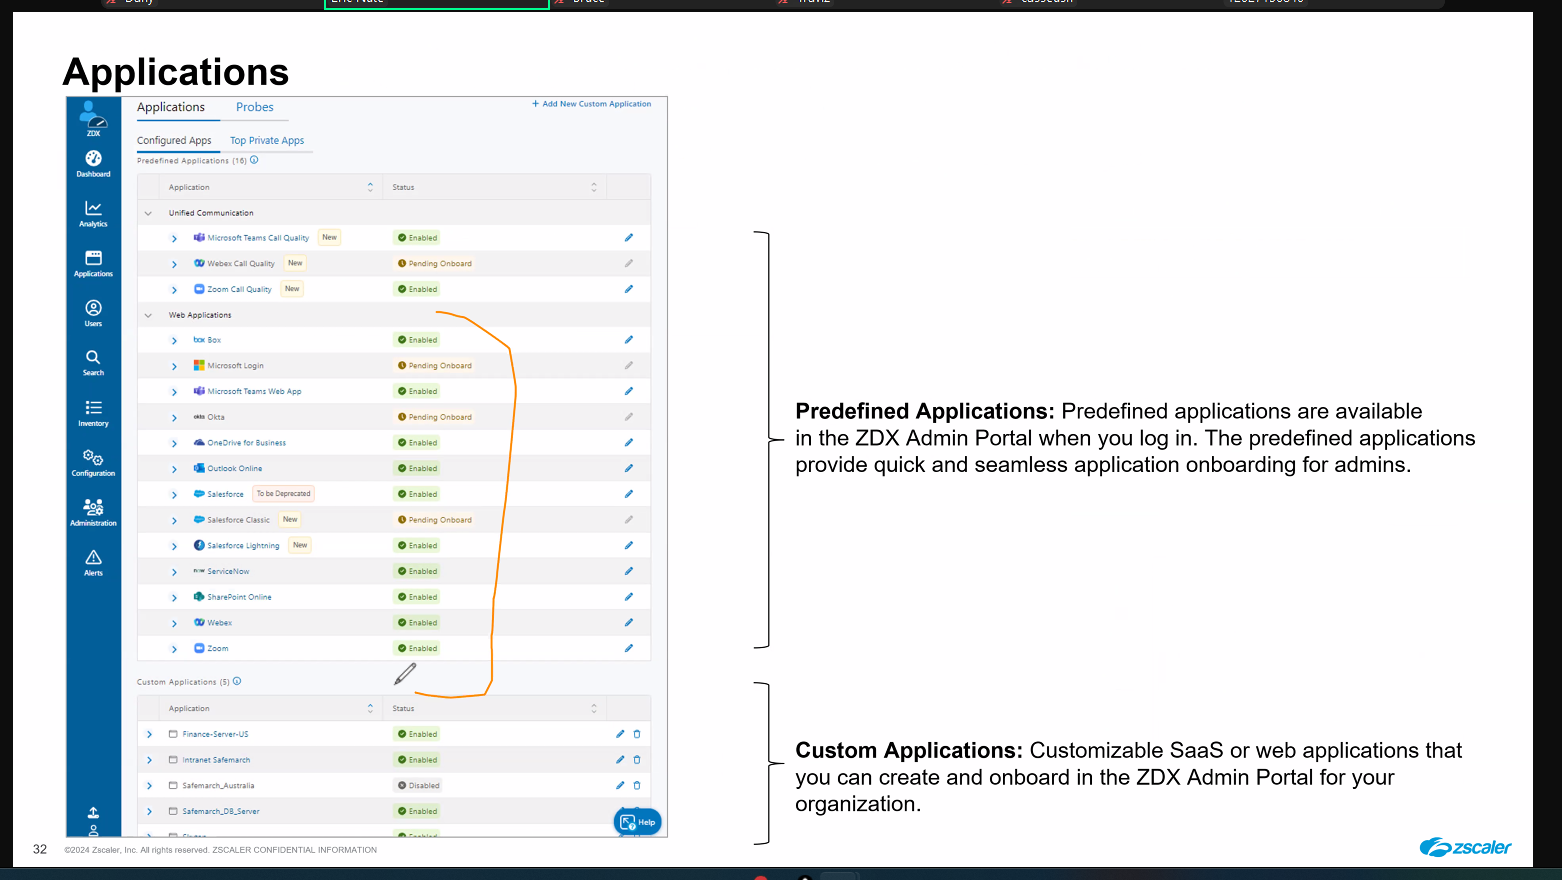 Applications
ZDX
Dashboard
Analytics
Applications
Users
Search
Inventory
Configuration
Administration
Alerts
Applications Probes + Add New Custom Application
Configured Apps Top Private Apps
Predefined Applications (16)
Application Status
Unified Communication
Microsoft Teams Call Quality New Enabled
Webex Call Quality New Pending Onboard
Zoom Call Quality New Enabled
Web Applications
box Box Enabled
Microsoft Login Pending Onboard
Microsoft Teams Web App Enabled
okta Okta Pending Onboard
OneDrive for Business Enabled
Outlook Online Enabled
Salesforce To be Deprecated Enabled
Salesforce Classic New Pending Onboard
Salesforce Lightning New Enabled
now ServiceNow Enabled
SharePoint Online Enabled
Webex Enabled
Zoom Enabled
Custom Applications (5)
Application Status
Finance-Server-US Enabled
Intranet Safemarch Enabled
Safemarch_Australia Disabled
Safemarch_DB_Server Enabled
Enabled
Help
Predefined Applications: Predefined applications are available
in the ZDX Admin Portal when you log in. The predefined applications
provide quick and seamless application onboarding for admins.
Custom Applications: Customizable SaaS or web applications that
you can create and onboard in the ZDX Admin Portal for your
organization.
32 ©2024 Zscaler, Inc. All rights reserved. ZSCALER CONFIDENTIAL INFORMATION
zscaler